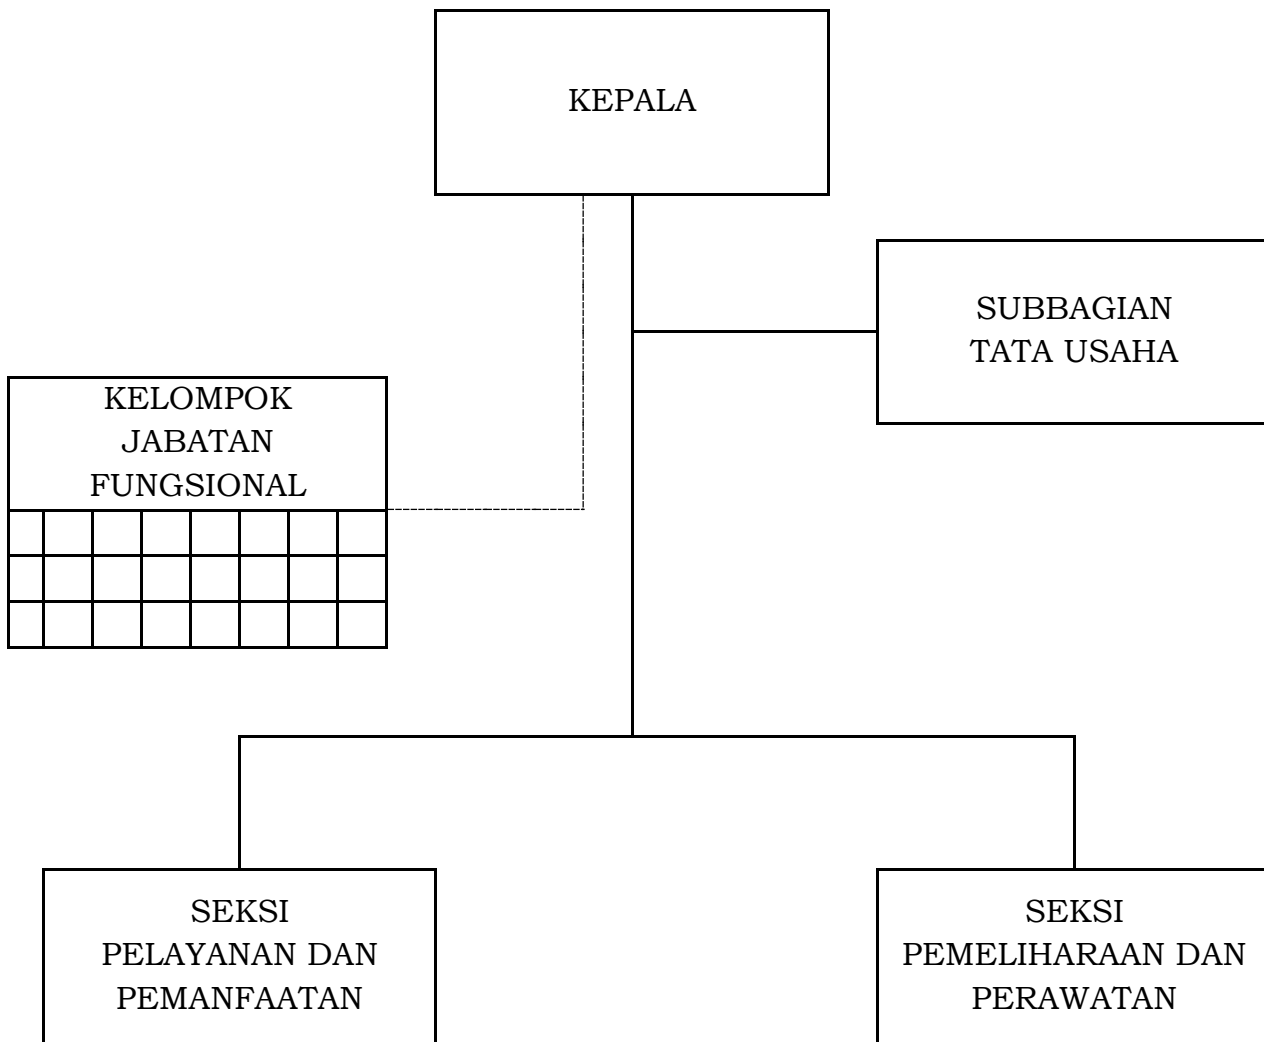 KEPALA
SUBBAGIAN
TATA USAHA
KELOMPOK
JABATAN
FUNGSIONAL
SEKSI
PELAYANAN DAN
PEMANFAATAN
SEKSI
PEMELIHARAAN DAN
PERAWATAN